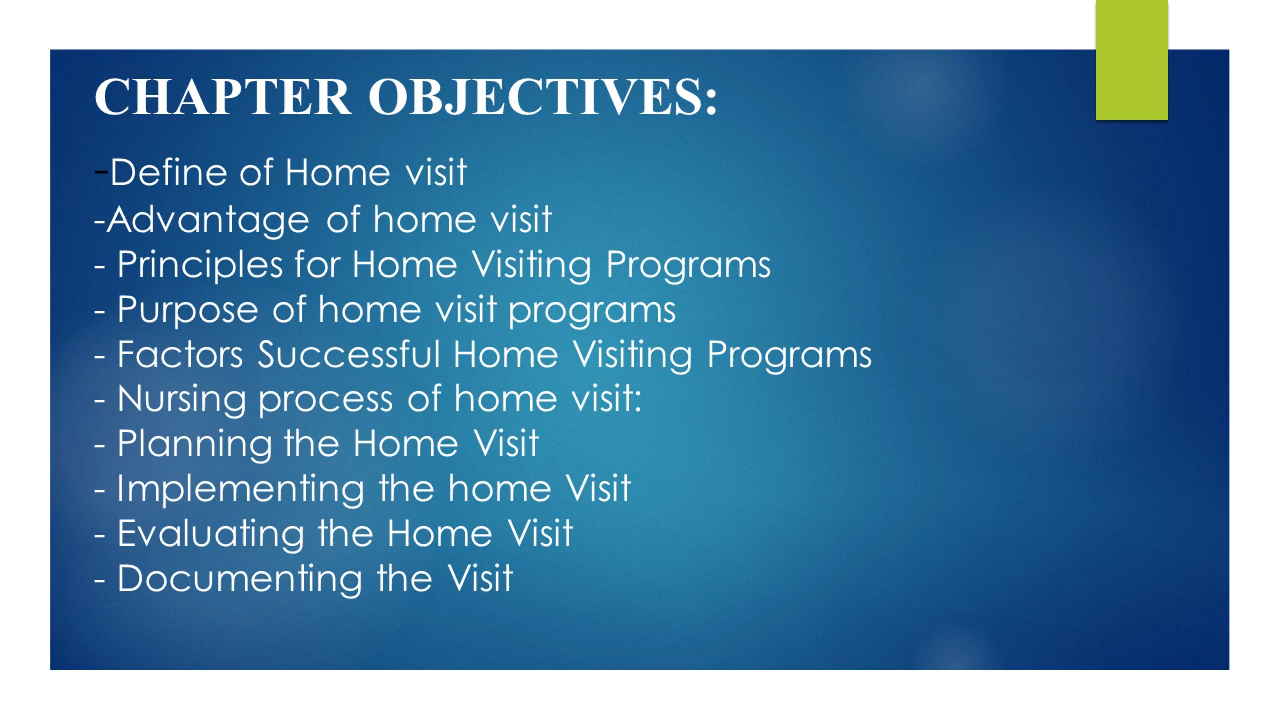 CHAPTER OBJECTIVES:
-Define of Home visit
-Advantage of home visit
- Principles for Home Visiting Programs
- Purpose of home visit programs
- Factors Successful Home Visiting Programs
- Nursing process of home visit:
- Planning the Home Visit
- Implementing the home Visit
- Evaluating the Home Visit
- Documenting the Visit